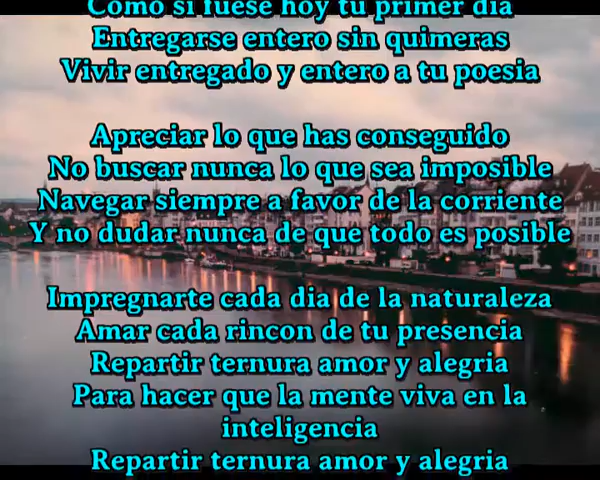 Como si fuese hoy tu primer dia
Entregarse entero sin quimeras
Vivir entregado y entero a tu poesia
Apreciar lo que has conseguido
No buscar nunca lo que sea imposible
Navegar siempre a favor de la corriente
Y no dudar nunca de que todo es posible
Impregnarte cada dia de la naturaleza
Amar cada rincon de tu presencia
Repartir ternura amor y alegria
Para hacer que la mente viva en la
inteligencia
Repartir ternura amor y alegria